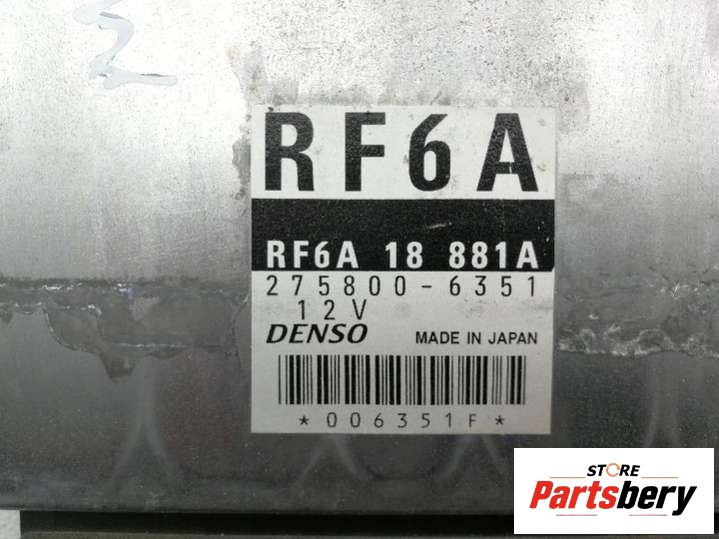 RF6A
RF6A 18 881A
275800-6351
12V
DENSO MADE IN JAPAN
*006351F*
STORE
Partsbery